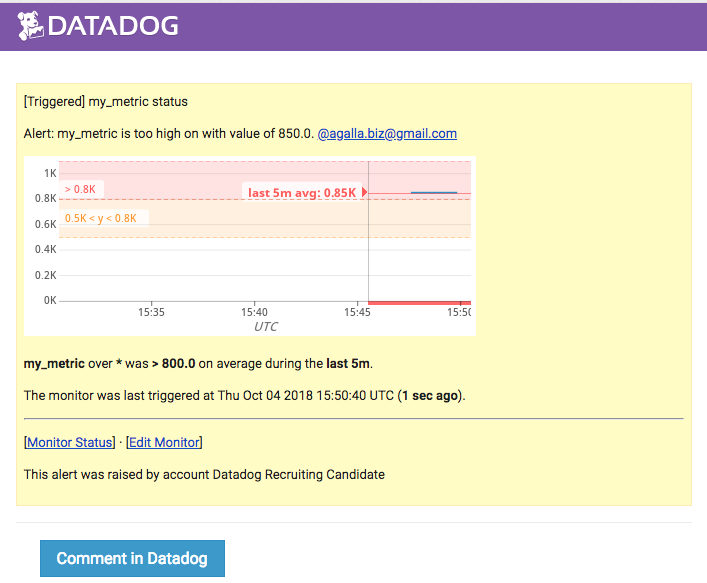 DATADOG
[Triggered] my_metric status
Alert: my_metric is too high on with value of 850.0. @agalla.biz@gmail.com
1K
> 0.8K
last 5m avg: 0.85K
0.8K
0.5K < y < 0.8K
0.6K
0.4K
0.2K
0K
15:35 15:40 15:45 15:50
UTC
my_metric over * was > 800.0 on average during the last 5m.
The monitor was last triggered at Thu Oct 04 2018 15:50:40 UTC (1 sec ago).
[Monitor Status] · [Edit Monitor]
This alert was raised by account Datadog Recruiting Candidate
Comment in Datadog